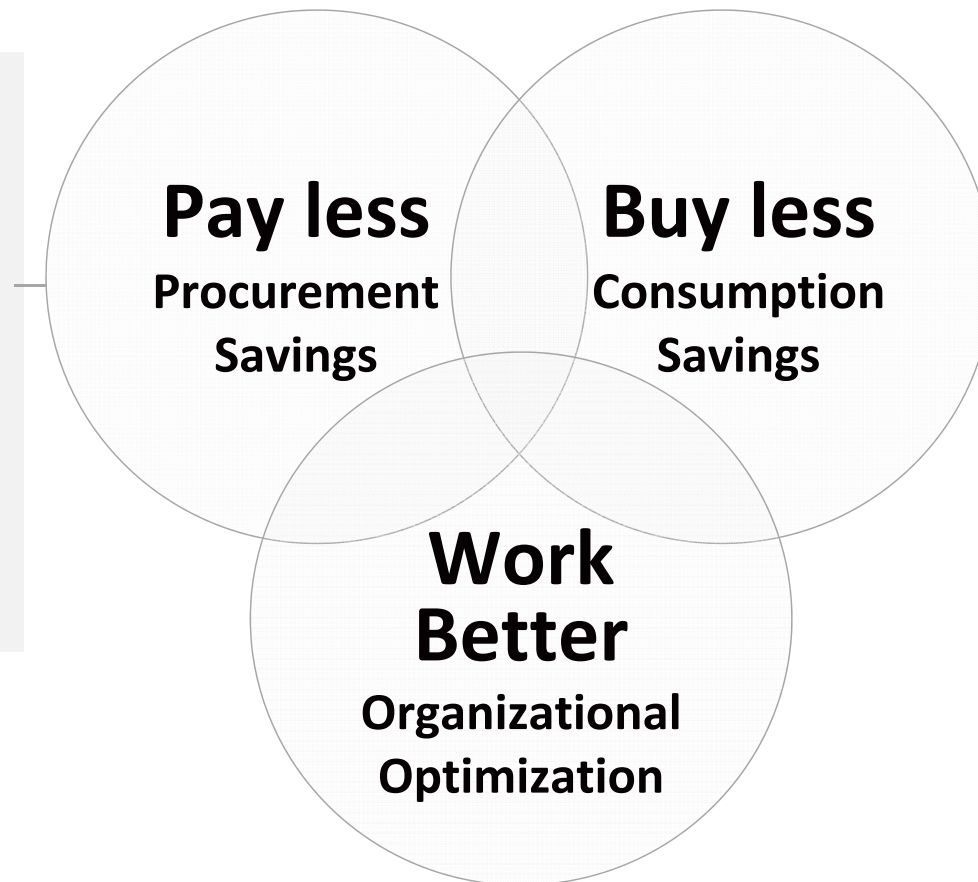 Pay less
Procurement
Savings
Buy less
Consumption
Savings
Work
Better
Organizational
Optimization